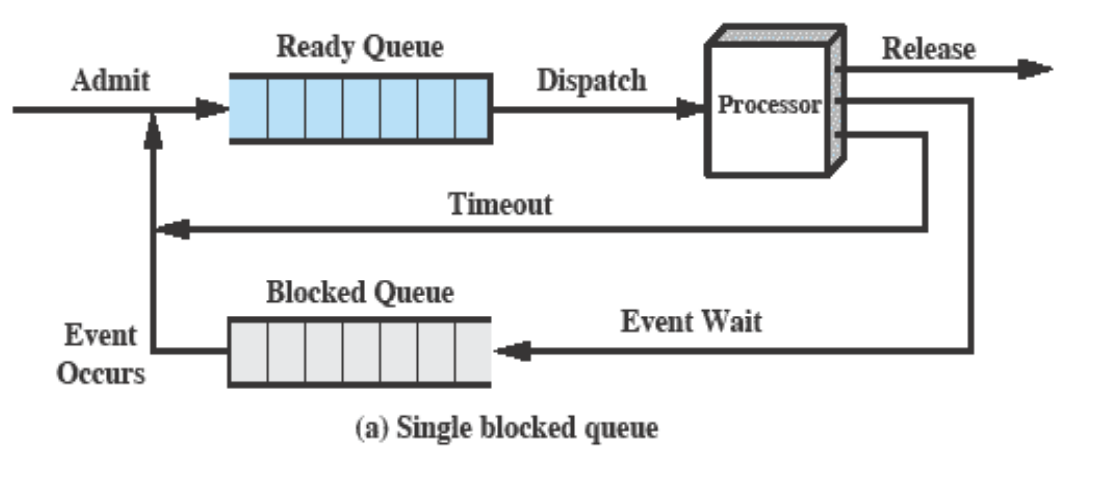 Ready Queue
Release
Admit
Dispatch
Processor
Timeout
Blocked Queue
Event Wait
Event
Occurs
(a) Single blocked queue